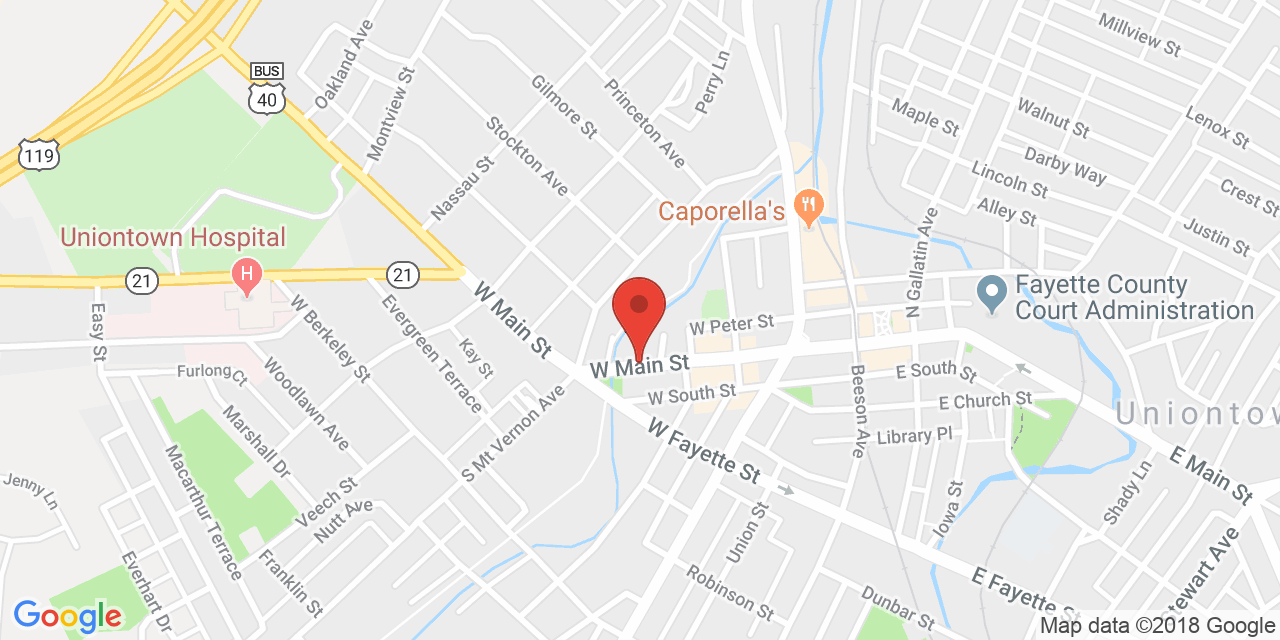 Millview St
Oakland Ave
BUS
40
Montview St
Perry Ln
Gilmore St
Princeton Ave
Maple St
Walnut St
Lenox St
119
Stockton Ave
Darby Way
Nassau St
Lincoln St
Crest St
Alley St
Justin St
Caporella's
Uniontown Hospital
H
21
21
N Gallatin Ave
Fayette County
Court Administration
Easy St
W Berkeley St
Evergreen Terrace
W Main St
Kay St
W Peter St
W Main St
Furlong Ct
Woodlawn Ave
W South St
E South St
Beeson Ave
E Church St
Uniontow
Marshall Dr
S Mt Vernon Ave
W Fayette St
Library Pl
E Main St
Macarthur Terrace
Jenny Ln
Veech St
Nutt Ave
Shady Ln
Iowa St
Union St
Stewart Ave
Everhart Dr
Franklin St
Robinson St
Dunbar St
E Fayette St
Google
Map data ©2018 Google